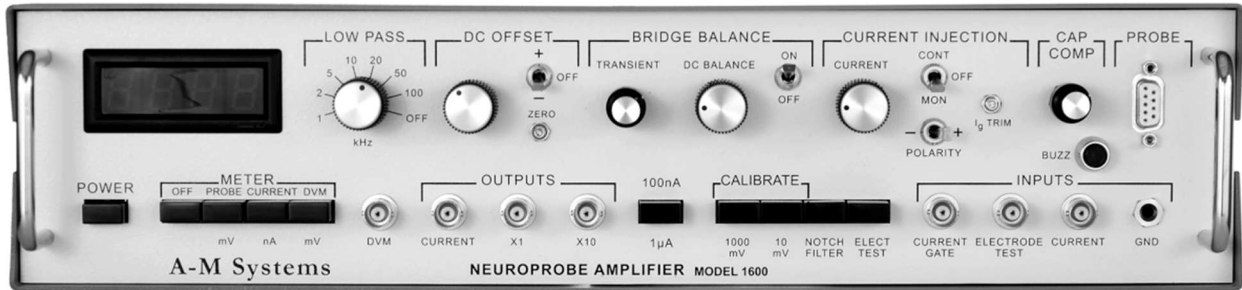 LOW PASS DC OFFSET BRIDGE BALANCE CURRENT INJECTION CAP COMP PROBE
1 2 5 10 20 50 100 OFF
kHz
+ OFF −
ZERO
TRANSIENT DC BALANCE ON OFF
CURRENT CONT OFF MON
− +
POLARITY
Ig TRIM
BUZZ
POWER METER OUTPUTS 100nA CALIBRATE INPUTS
OFF PROBE CURRENT DVM
mV nA mV
DVM CURRENT X1 X10 1µA
1000 mV 10 mV NOTCH FILTER ELECT TEST
CURRENT GATE ELECTRODE TEST CURRENT GND
A-M Systems NEUROPROBE AMPLIFIER MODEL 1600